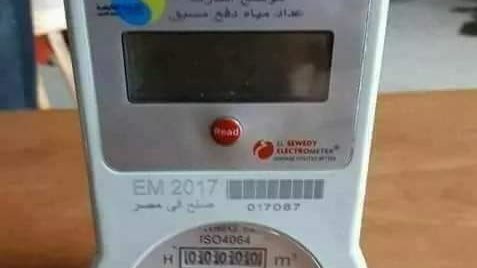 عداد مياه دفع مسبق
Read
EL SEWEDY
ELECTROMETER
EM 2017
صنع في مصر
017087
ISO4064
H
m³